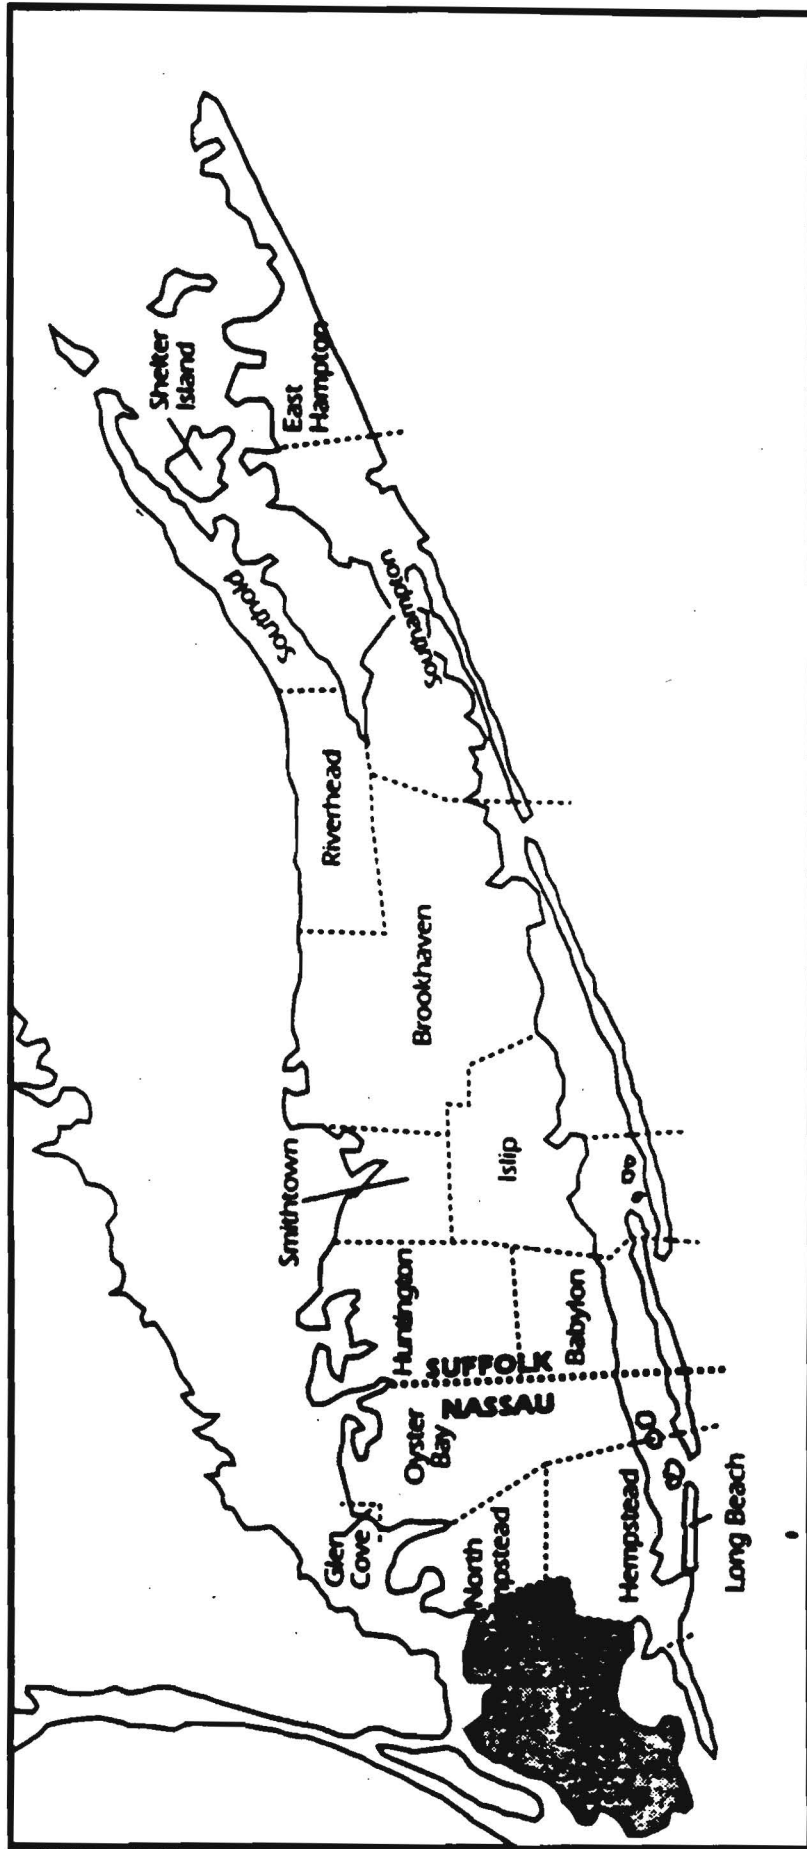 Shelter
Island
East
Hampton
Southold
Southampton
Riverhead
Brookhaven
Smithtown
Islip
Huntington
Babylon
SUFFOLK
NASSAU
Oyster
Bay
Glen
Cove
North
mpstead
Hempstead
Long Beach